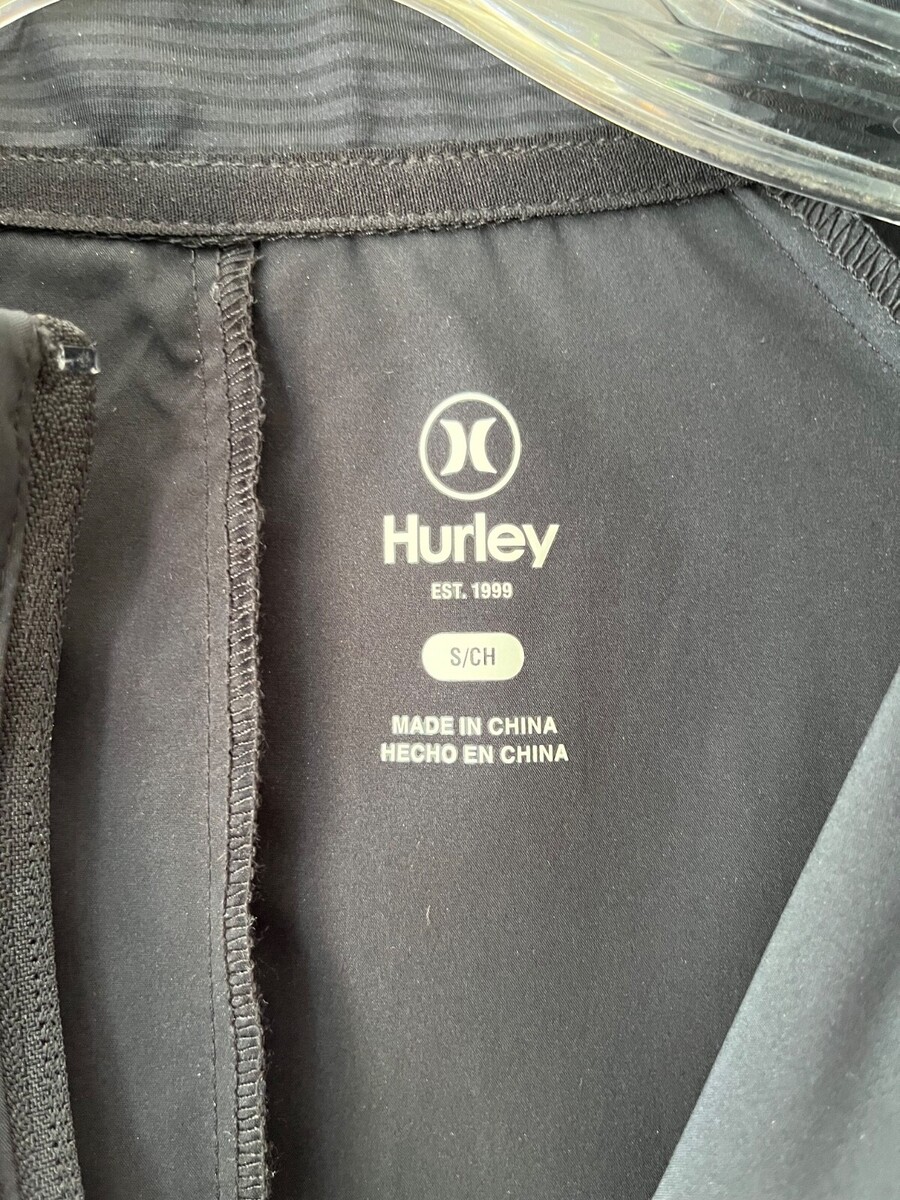 Hurley
EST. 1999
S/CH
MADE IN CHINA
HECHO EN CHINA